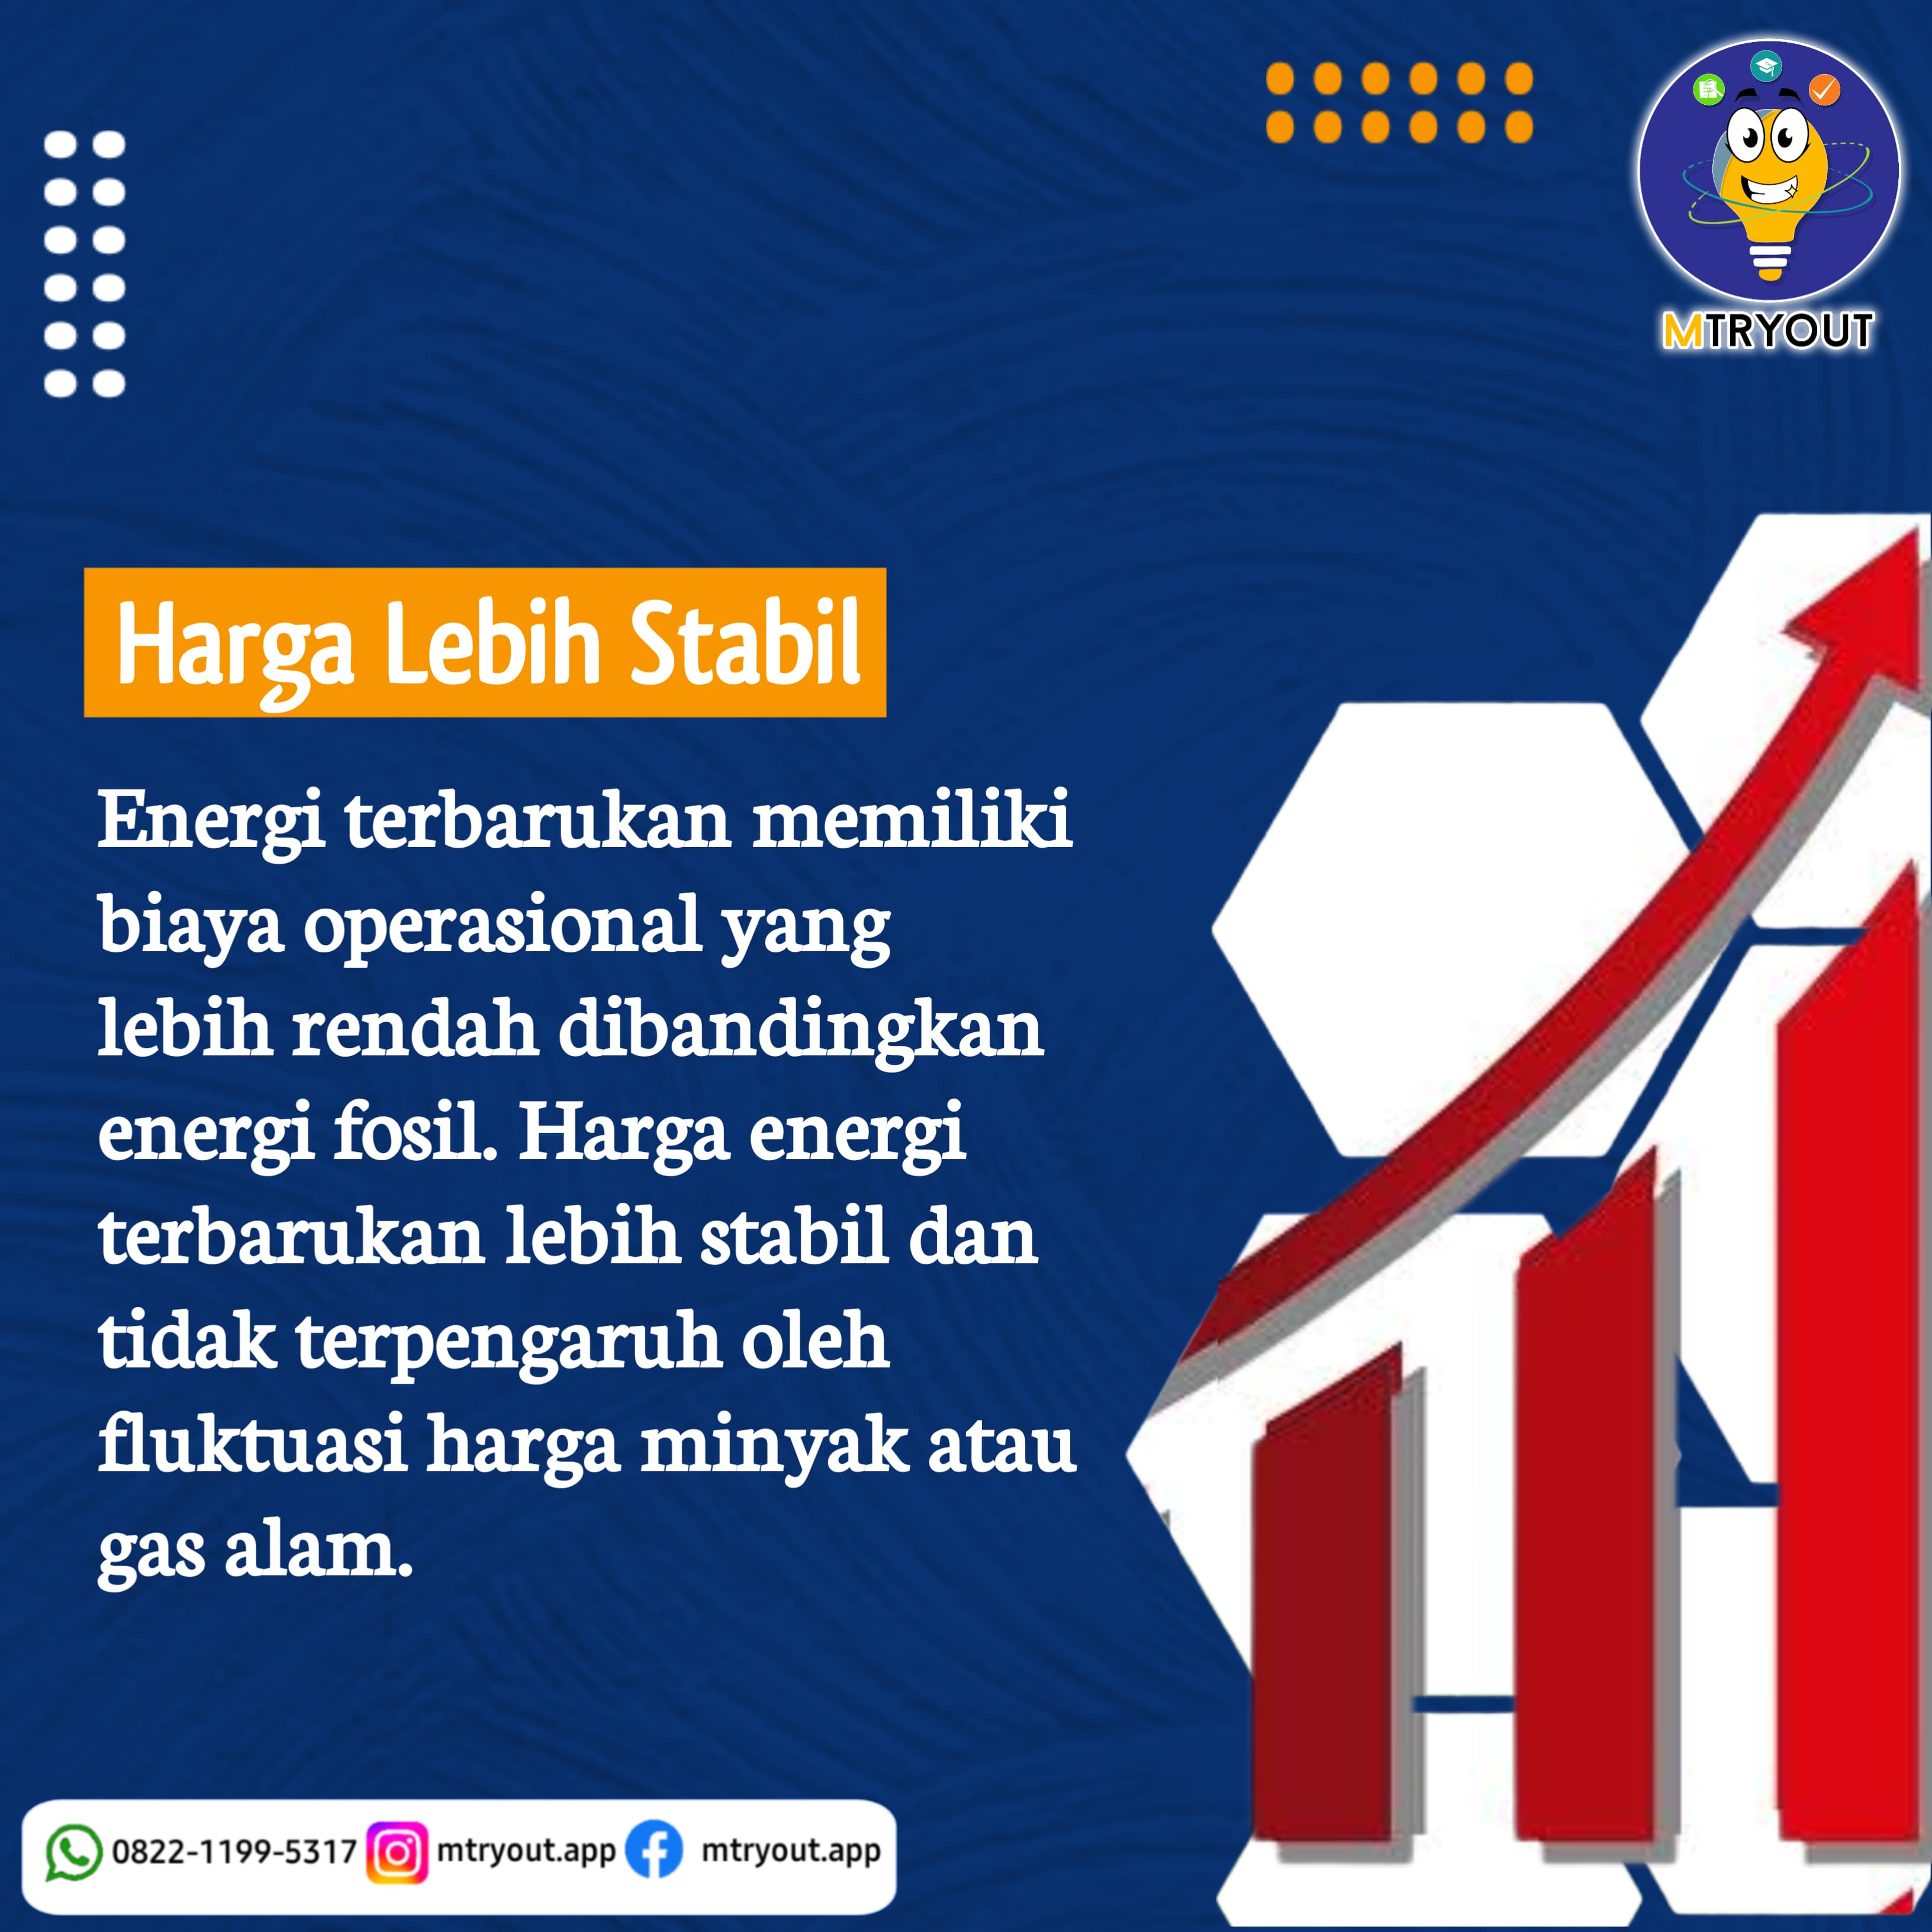 MTRYOUT
Harga Lebih Stabil
Energi terbarukan memiliki
biaya operasional yang
lebih rendah dibandingkan
energi fosil. Harga energi
terbarukan lebih stabil dan
tidak terpengaruh oleh
fluktuasi harga minyak atau
gas alam.
0822-1199-5317 mtryout.app mtryout.app